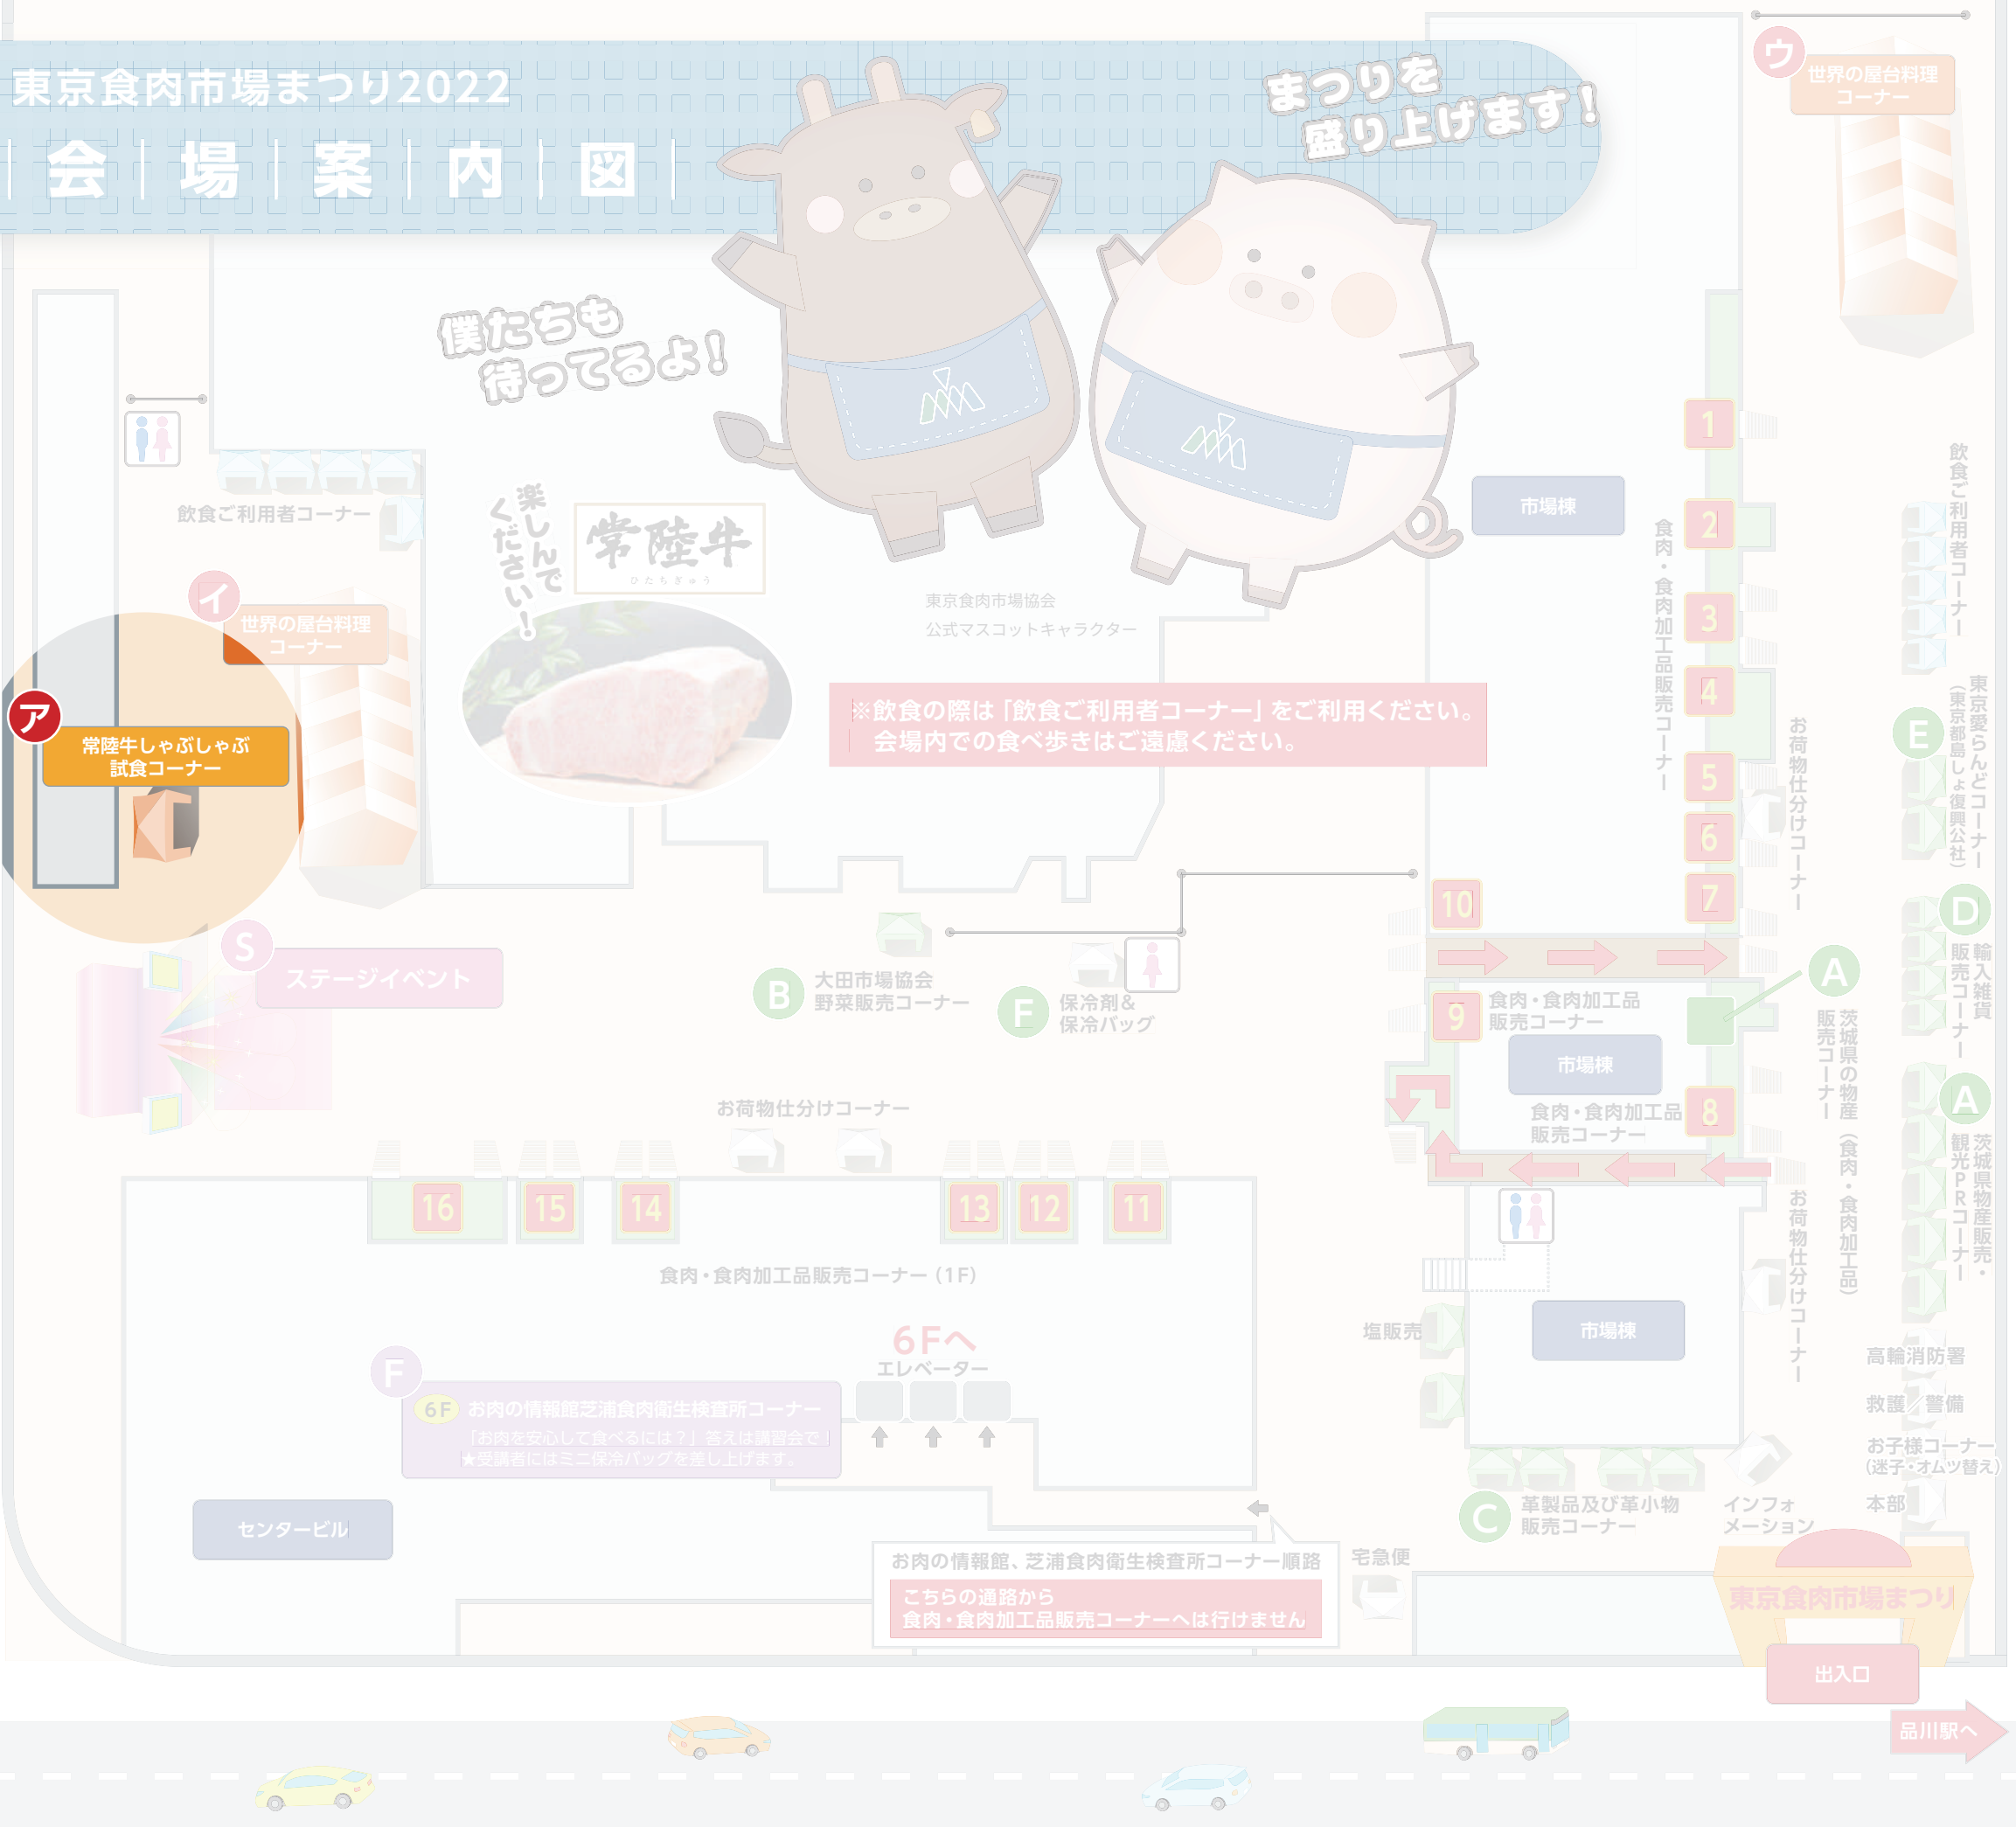 東京食肉市場まつり2022
会場案内図
まつりを
盛り上げます!
僕たちも
待ってるよ!
楽しんで
ください!
常陸牛
ひたちぎゅう
東京食肉市場協会
公式マスコットキャラクター
※飲食の際は「飲食ご利用者コーナー」をご利用ください。
会場内での食べ歩きはご遠慮ください。
ウ
世界の屋台料理
コーナー
飲食ご利用者コーナー
イ
世界の屋台料理
コーナー
ア
常陸牛しゃぶしゃぶ
試食コーナー
S
ステージイベント
B
大田市場協会
野菜販売コーナー
F
保冷剤&
保冷バッグ
お荷物仕分けコーナー
市場棟
食肉・食肉加工品販売コーナー
1
2
3
4
5
6
7
10
飲食ご利用者コーナー
E
東京愛らんどコーナー
(東京都島しょ復興公社)
お荷物仕分けコーナー
D
輸入雑貨
販売コーナー
A
茨城県の物産(食肉・食肉加工品)
販売コーナー
9
食肉・食肉加工品
販売コーナー
市場棟
食肉・食肉加工品
販売コーナー
8
A
茨城県物産販売・
観光PRコーナー
お荷物仕分けコーナー
16
15
14
13
12
11
食肉・食肉加工品販売コーナー(1F)
6Fへ
エレベーター
F
6F お肉の情報館芝浦食肉衛生検査所コーナー
「お肉を安心して食べるには?」答えは講習会で
★受講者にはミニ保冷バッグを差し上げます。
センタービル
塩販売
市場棟
高輪消防署
救護/警備
お子様コーナー
(迷子・オムツ替え)
本部
C
革製品及び革小物
販売コーナー
インフォ
メーション
お肉の情報館、芝浦食肉衛生検査所コーナー順路
こちらの通路から
食肉・食肉加工品販売コーナーへは行けません
宅急便
東京食肉市場まつり
出入口
品川駅へ